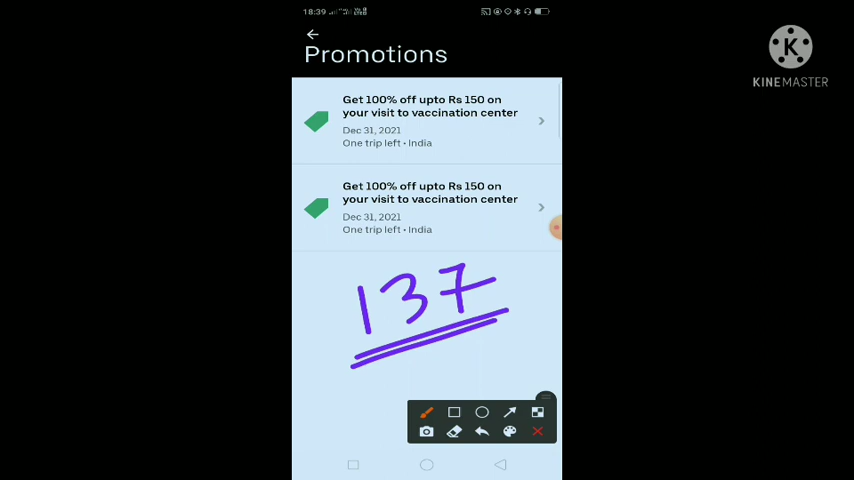 18:39
Promotions
Get 100% off upto Rs 150 on
your visit to vaccination center
Dec 31, 2021
One trip left • India
Get 100% off upto Rs 150 on
your visit to vaccination center
Dec 31, 2021
One trip left • India
137
K
KINEMASTER